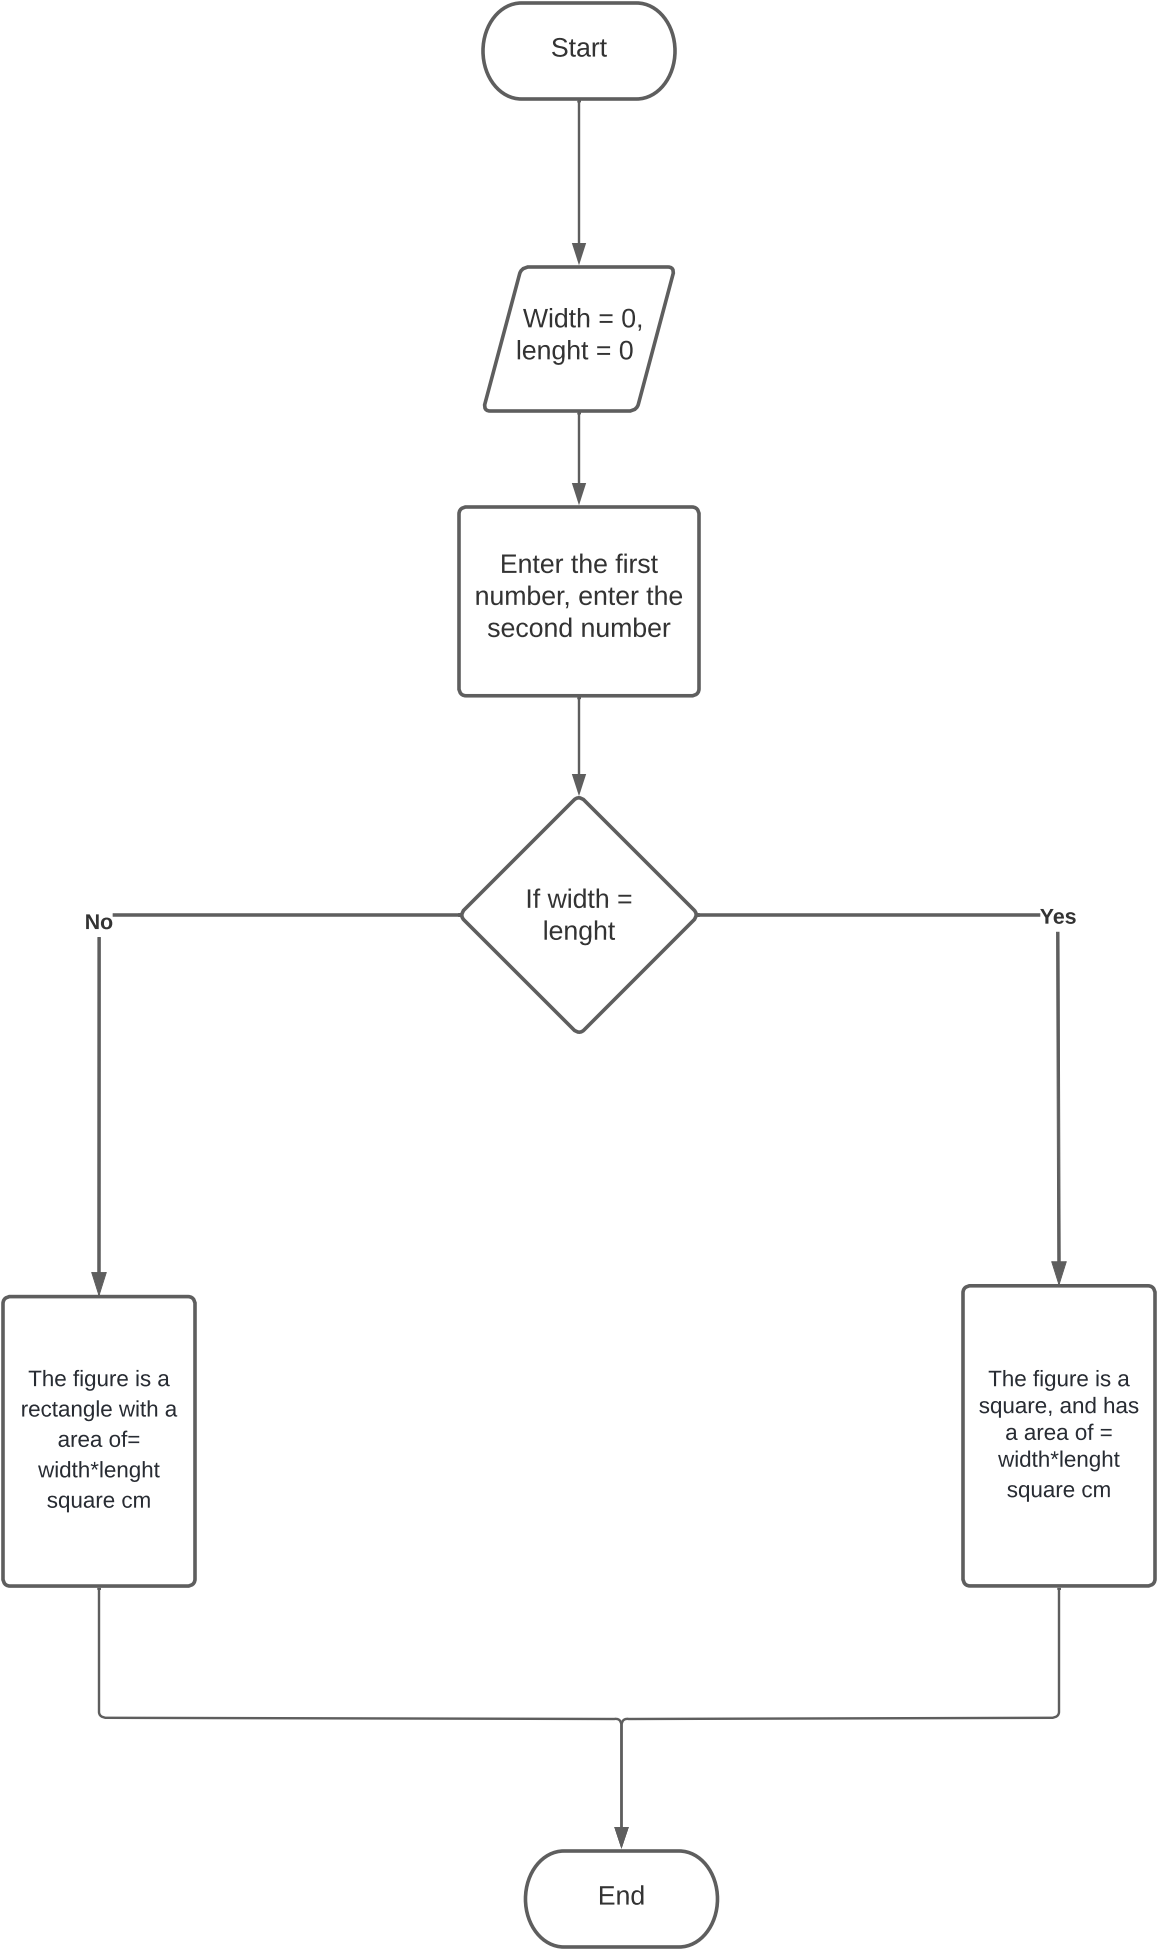 Start
Width = 0,
lenght = 0
Enter the first
number, enter the
second number
If width =
lenght
No
Yes
The figure is a
rectangle with a
area of=
width*lenght
square cm
The figure is a
square, and has
a area of =
width*lenght
square cm
End